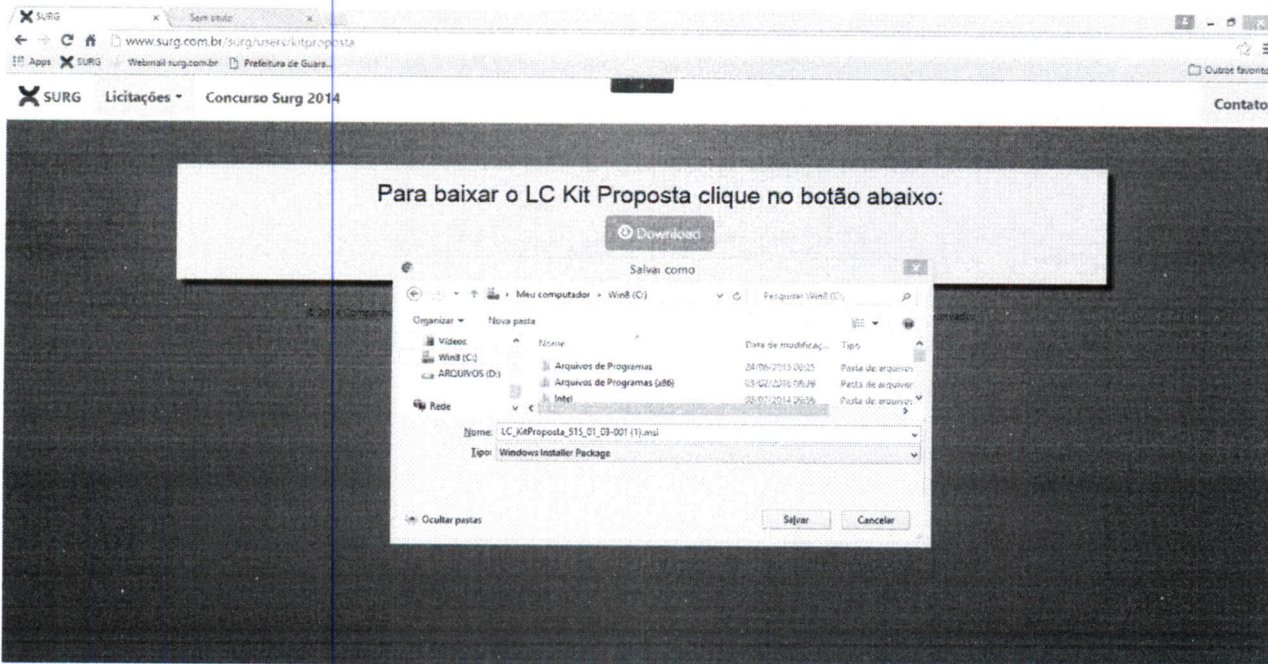 SURG
www.surg.com.br/surg/users/kitproposta
Apps SURG Webmail surg.com.br Prefeitura de Guara...
Outros favoritos
SURG Licitações Concurso Surg 2014
Contato
Para baixar o LC Kit Proposta clique no botão abaixo:
Download
Salvar como
Meu computador Win8 (C:) Pesquisar Win8 (C:)
Organizar Nova pasta
Vídeos
Win8 (C:)
ARQUIVOS (D:)
Rede
Nome Data de modificaç... Tipo
Arquivos de Programas Pasta de arquivos
Arquivos de Programas (x86) Pasta de arquivos
Intel Pasta de arquivos
Nome: LC_KitProposta_515_01_03-001 (1).msi
Tipo: Windows Installer Package
Ocultar pastas
Salvar Cancelar